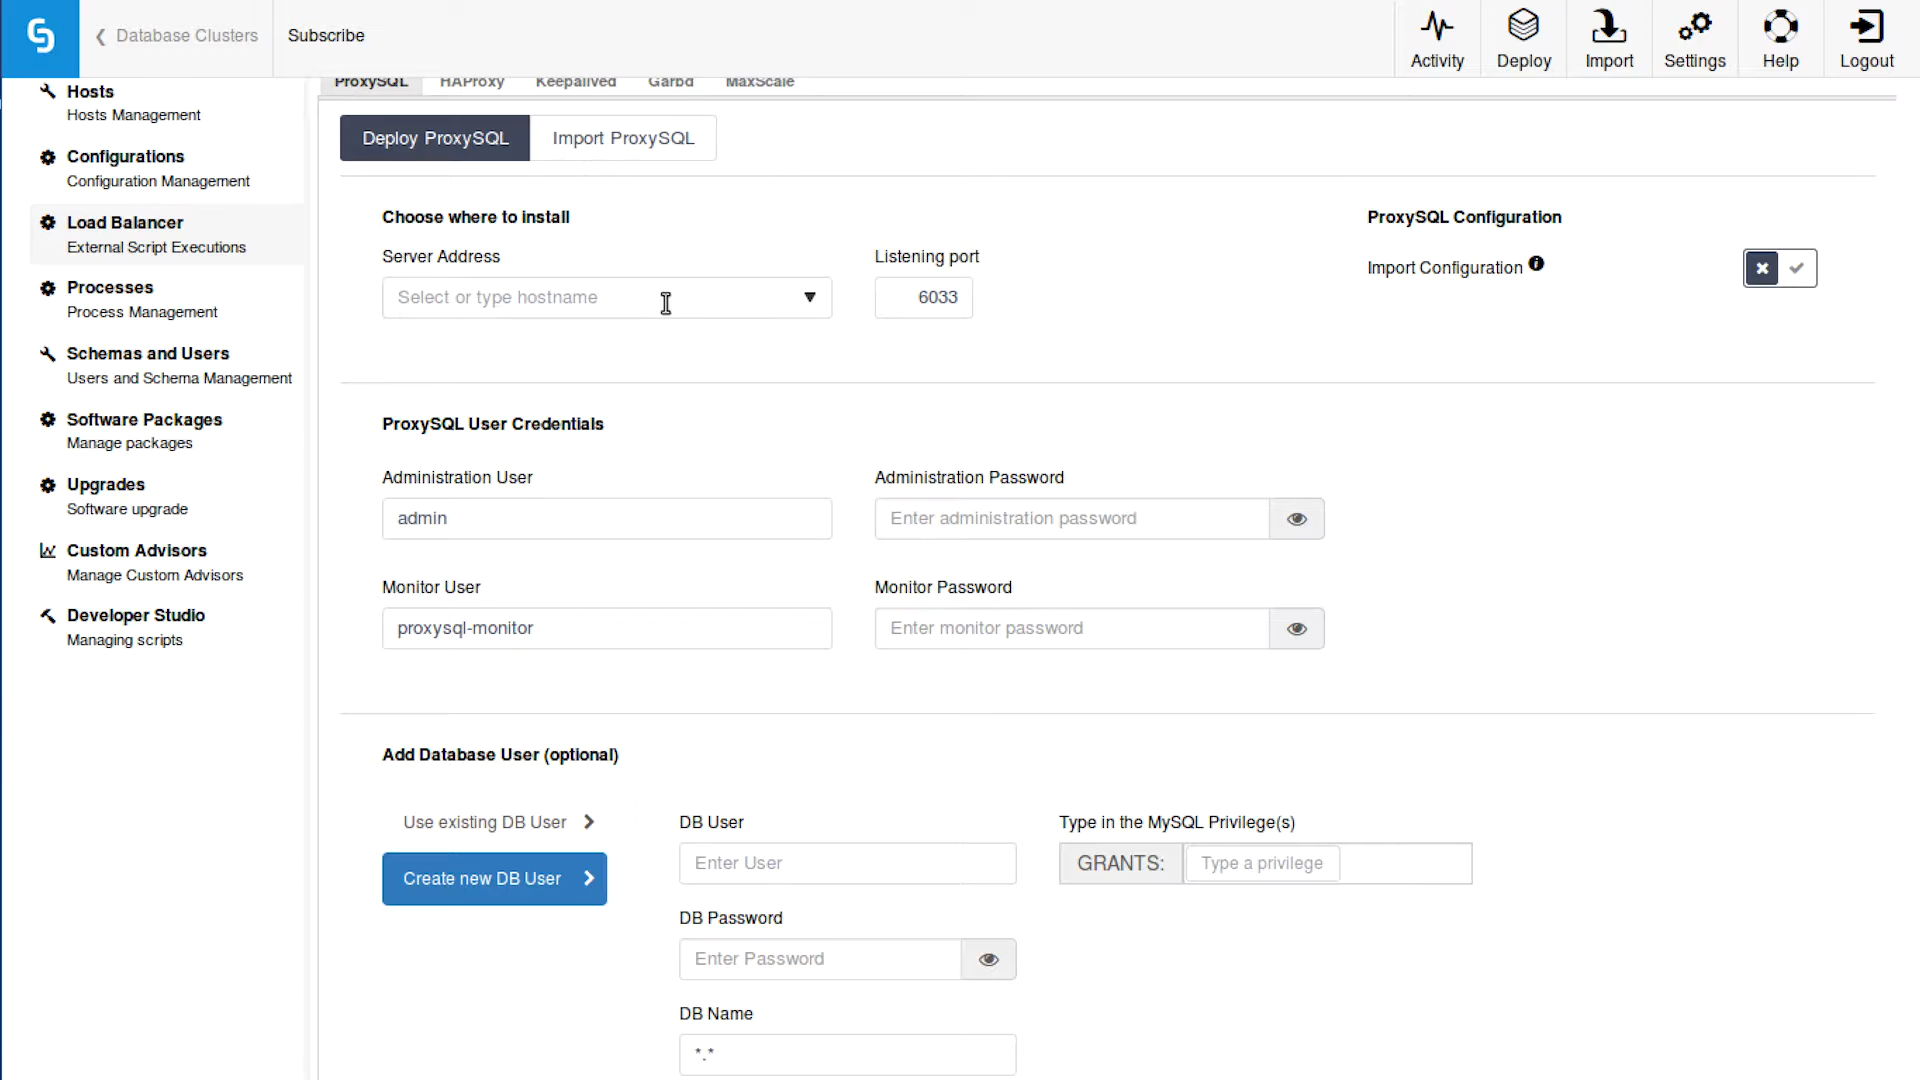 Database Clusters
Subscribe
Activity
Deploy
Import
Settings
Help
Logout
Hosts
Hosts Management
Configurations
Configuration Management
Load Balancer
External Script Executions
Processes
Process Management
Schemas and Users
Users and Schema Management
Software Packages
Manage packages
Upgrades
Software upgrade
Custom Advisors
Manage Custom Advisors
Developer Studio
Managing scripts
ProxySQL HAProxy Keepalived Garbd MaxScale
Deploy ProxySQL
Import ProxySQL
Choose where to install
Server Address
Select or type hostname
Listening port
6033
ProxySQL Configuration
Import Configuration
ProxySQL User Credentials
Administration User
admin
Administration Password
Enter administration password
Monitor User
proxysql-monitor
Monitor Password
Enter monitor password
Add Database User (optional)
Use existing DB User
Create new DB User
DB User
Enter User
DB Password
Enter Password
DB Name
*.*
Type in the MySQL Privilege(s)
GRANTS:
Type a privilege